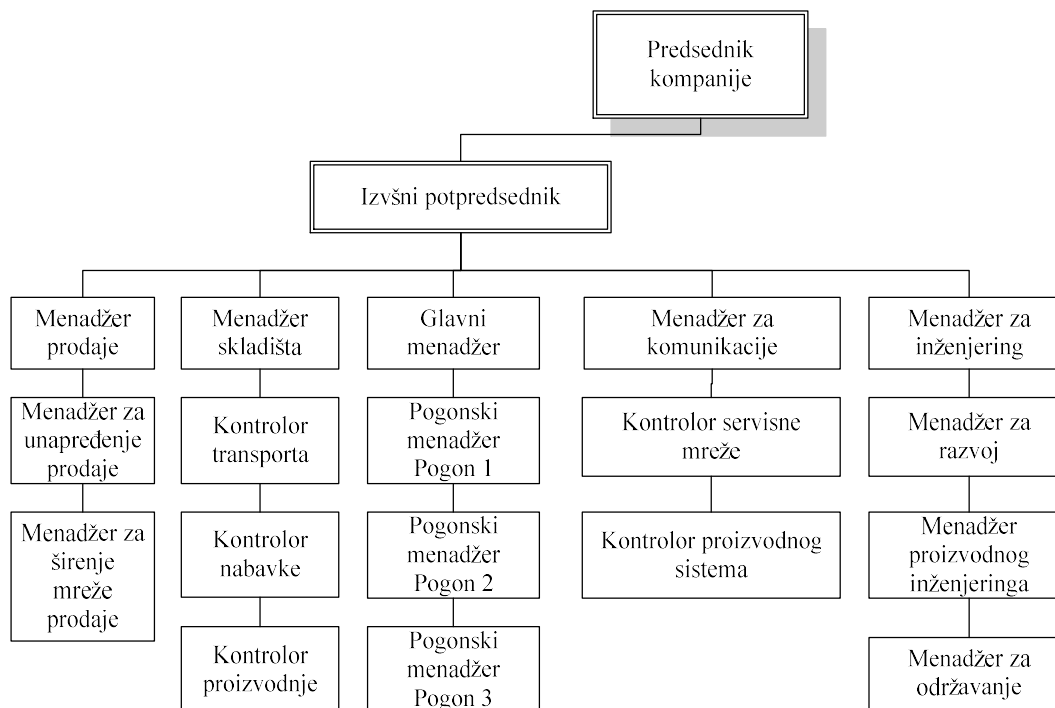 Predsednik
kompanije
Izvšni potpredsednik
Menadžer
prodaje
Menadžer
skladišta
Glavni
menadžer
Menadžer za
komunikacije
Menadžer za
inženjering
Menadžer za
unapređenje
prodaje
Kontrolor
transporta
Pogonski
menadžer
Pogon 1
Kontrolor servisne
mreže
Menadžer za
razvoj
Menadžer za
širenje
mreže
prodaje
Kontrolor
nabavke
Pogonski
menadžer
Pogon 2
Kontrolor proizvodnog
sistema
Menadžer
proizvodnog
inženjeringa
Kontrolor
proizvodnje
Pogonski
menadžer
Pogon 3
Menadžer za
održavanje